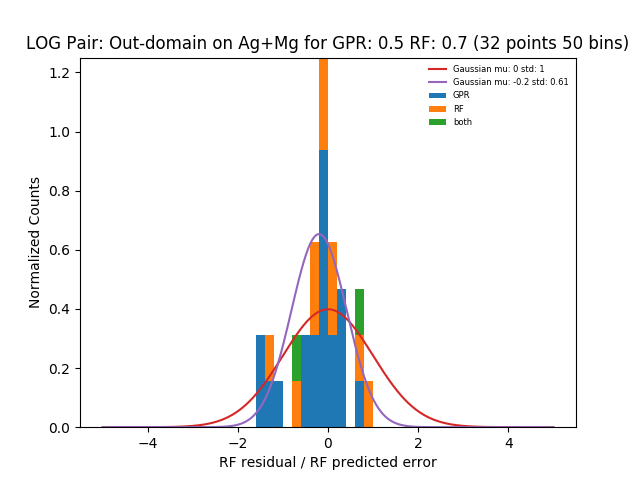 LOG Pair: Out-domain on Ag+Mg for GPR: 0.5 RF: 0.7 (32 points 50 bins)
Gaussian mu: 0 std: 1
Gaussian mu: -0.2 std: 0.61
GPR
RF
both
Normalized Counts
1.2
1.0
0.8
0.6
0.4
0.2
0.0
−4 −2 0 2 4
RF residual / RF predicted error